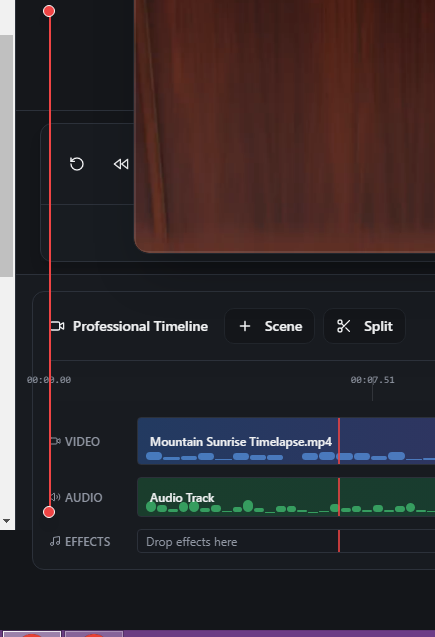 Professional Timeline
Scene
Split
00:00.00
00:07.51
VIDEO
Mountain Sunrise Timelapse.mp4
AUDIO
Audio Track
EFFECTS
Drop effects here